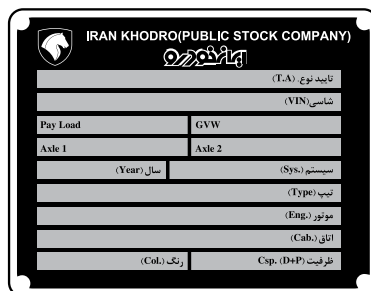 IRAN KHODRO(PUBLIC STOCK COMPANY)
ایران خودرو
تایید نوع. (T.A)
شاسی(VIN)
Pay Load GVW
Axle 1 Axle 2
سیستم (Sys.) سال (Year)
تیپ (Type)
موتور (Eng.)
اتاق (Cab.)
ظرفیت Csp. (D+P) رنگ (Col.)